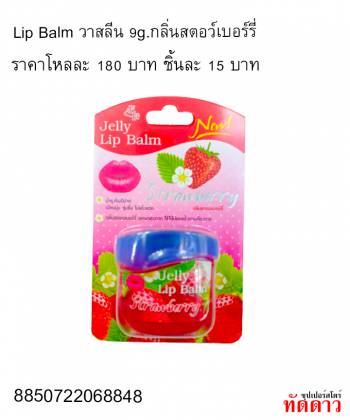 Lip Balm วาสลีน 9g.กลิ่นสตอว์เบอร์รี่
ราคาโหลละ 180 บาท ชิ้นละ 15 บาท
Jelly
Lip Balm
New!
Strawberry
Jelly
Lip Balm
Strawberry
8850722068848
ซุปเปอร์สโตร์
ทัดดาว